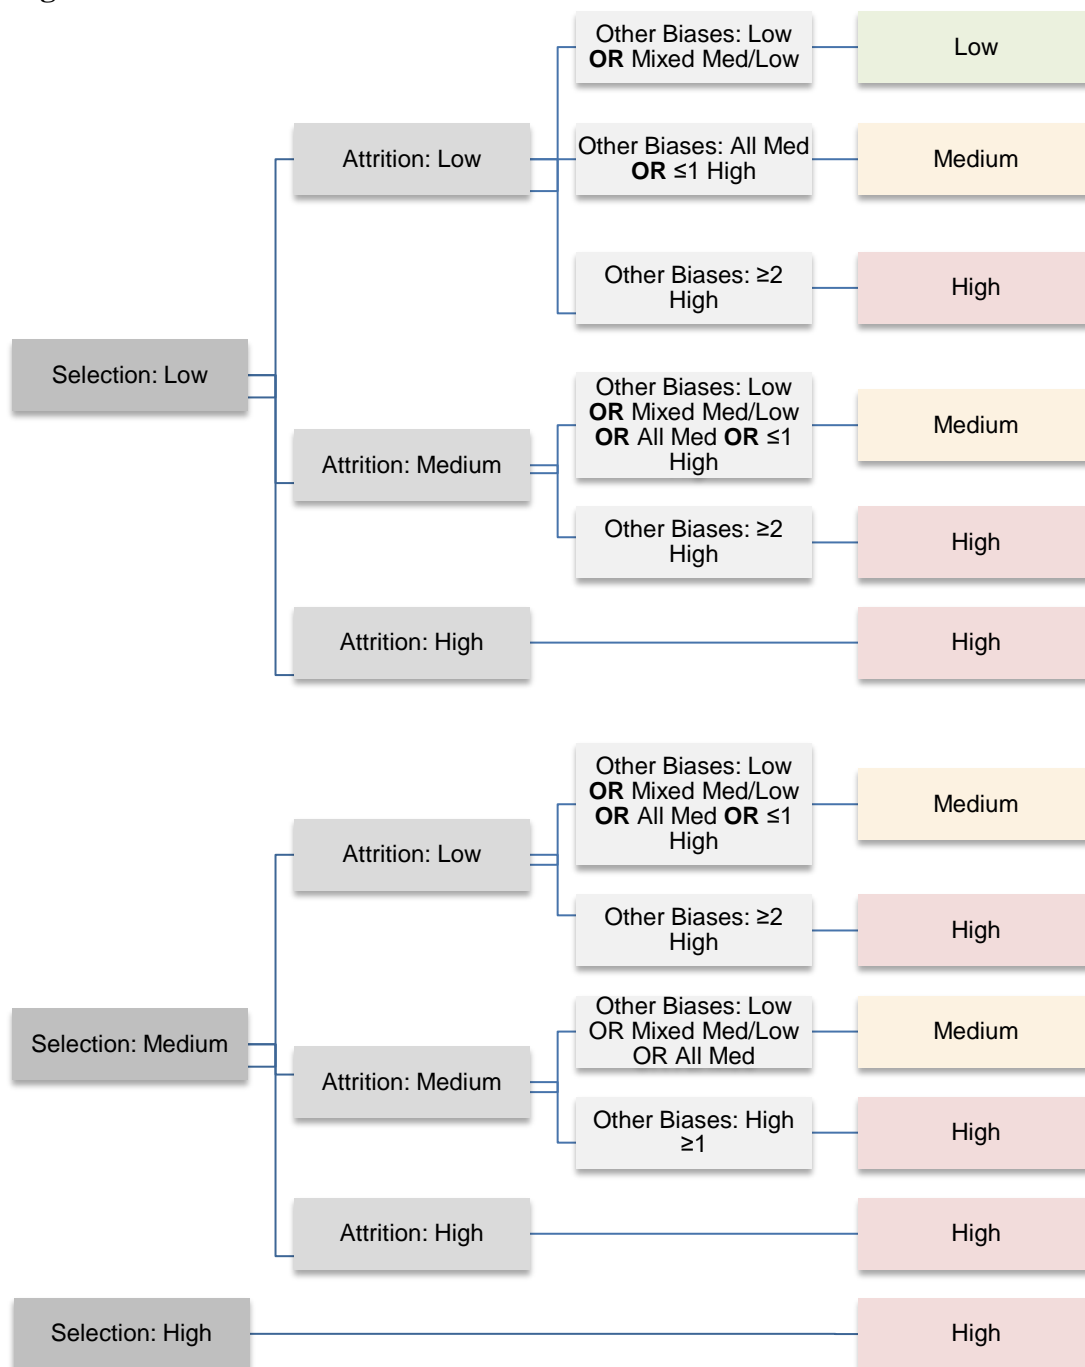 Other Biases: Low
OR Mixed Med/Low
Low
Attrition: Low
Other Biases: All Med
OR ≤1 High
Medium
Other Biases: ≥2
High
High
Selection: Low
Other Biases: Low
OR Mixed Med/Low
OR All Med OR ≤1
High
Medium
Attrition: Medium
Other Biases: ≥2
High
High
Attrition: High
High
Other Biases: Low
OR Mixed Med/Low
OR All Med OR ≤1
High
Medium
Attrition: Low
Other Biases: ≥2
High
High
Selection: Medium
Other Biases: Low
OR Mixed Med/Low
OR All Med
Medium
Attrition: Medium
Other Biases: High
≥1
High
Attrition: High
High
Selection: High
High